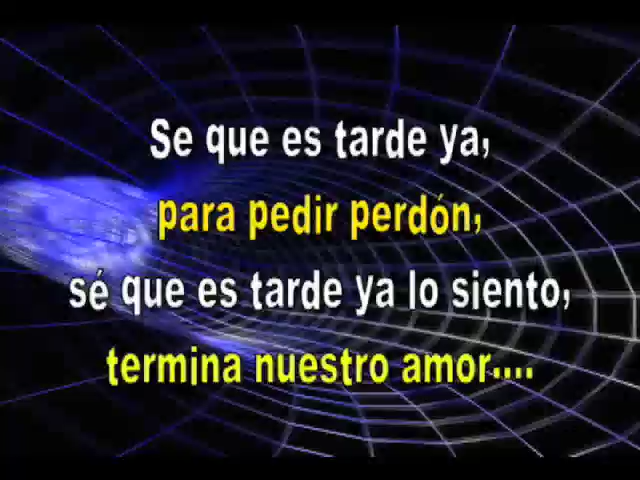 Se que es tarde ya,
para pedir perdón,
sé que es tarde ya lo siento,
termina nuestro amor....